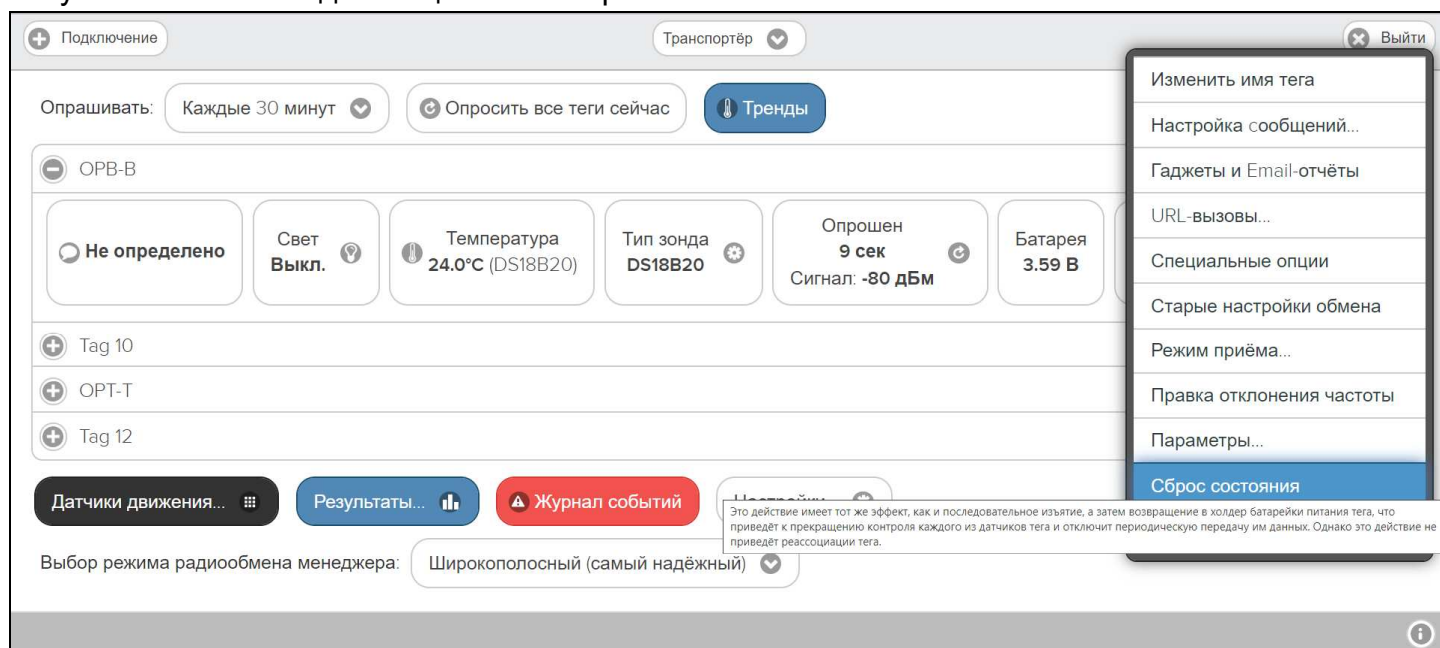 Подключение
Транспортёр
Выйти
Опрашивать: Каждые 30 минут Опросить все теги сейчас Тренды
OPB-B
Не определено
Свет
Выкл.
Температура
24.0°C (DS18B20)
Тип зонда
DS18B20
Опрошен
9 сек
Сигнал: -80 дБм
Батарея
3.59 В
Tag 10
OPT-T
Tag 12
Датчики движения... Результаты... Журнал событий
Выбор режима радиообмена менеджера: Широкополосный (самый надёжный)
Изменить имя тега
Настройка сообщений...
Гаджеты и Email-отчёты
URL-вызовы...
Специальные опции
Старые настройки обмена
Режим приёма...
Правка отклонения частоты
Параметры...
Сброс состояния
Это действие имеет тот же эффект, как и последовательное изъятие, а затем возвращение в холдер батарейки питания тега, что
приведёт к прекращению контроля каждого из датчиков тега и отключит периодическую передачу им данных. Однако это действие не
приведёт реассоциации тега.